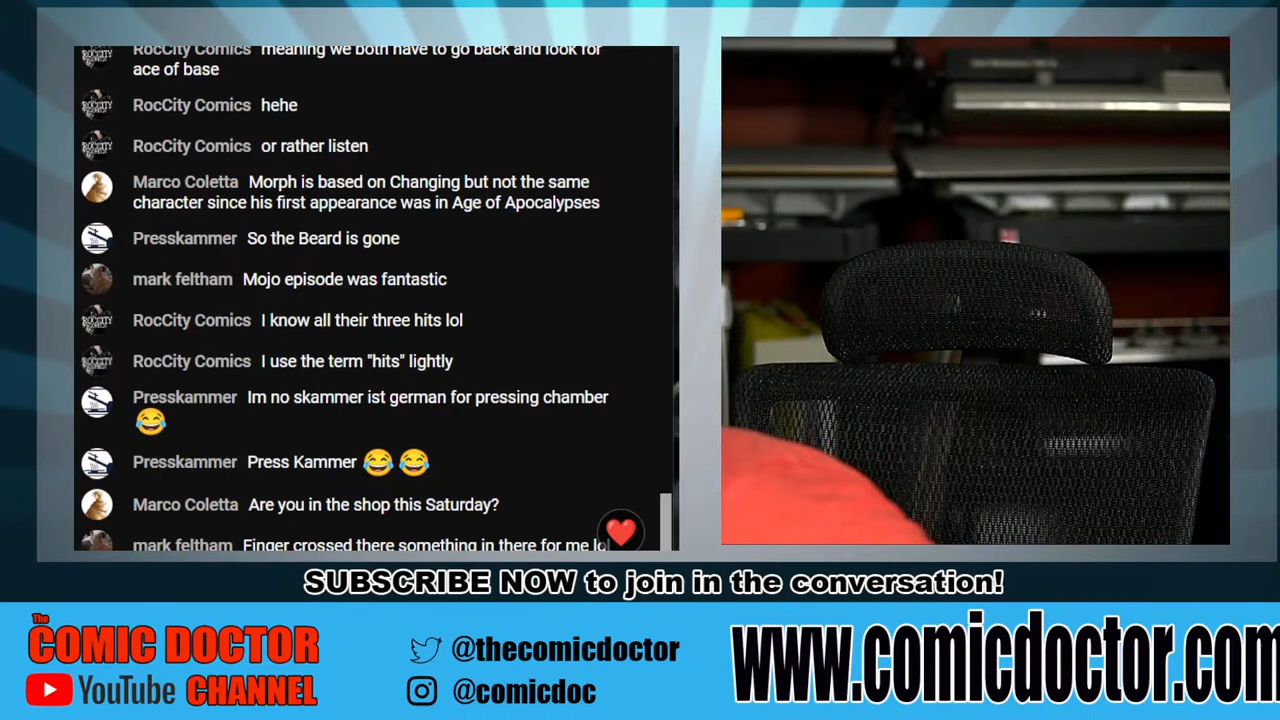 RocCity Comics meaning we both have to go back and look for
ace of base
RocCity Comics hehe
RocCity Comics or rather listen
Marco Coletta Morph is based on Changing but not the same
character since his first appearance was in Age of Apocalypses
Presskammer So the Beard is gone
mark feltham Mojo episode was fantastic
RocCity Comics I know all their three hits lol
RocCity Comics I use the term "hits" lightly
Presskammer Im no skammer ist german for pressing chamber
😂
Presskammer Press Kammer 😂 😂
Marco Coletta Are you in the shop this Saturday?
mark feltham Finger crossed there something in there for me lol
SUBSCRIBE NOW to join in the conversation!
The
COMIC DOCTOR
YouTube CHANNEL
@thecomicdoctor
@comicdoc
www.comicdoctor.com